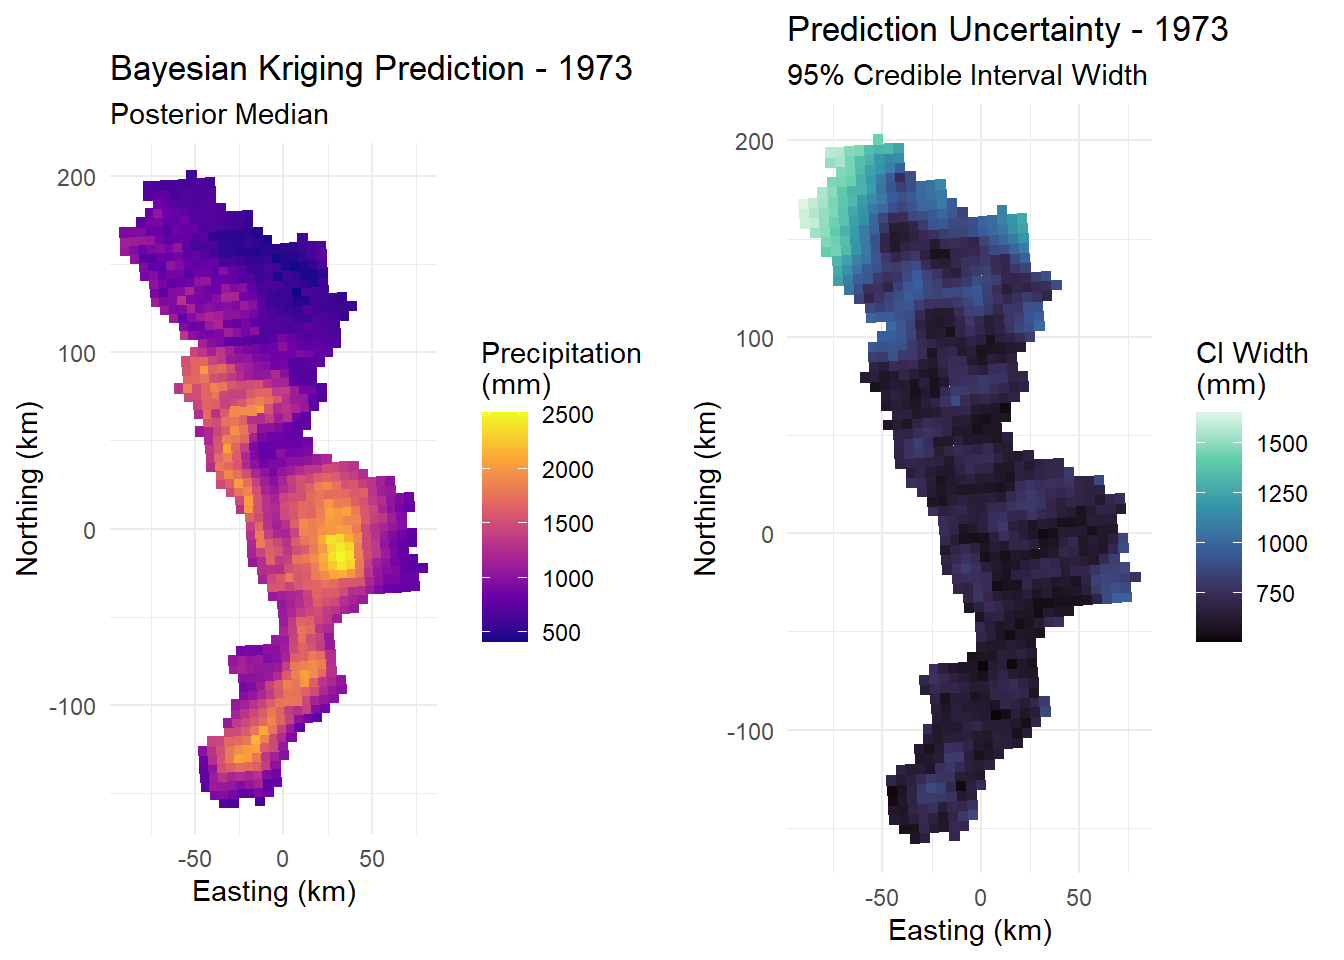 Bayesian Kriging Prediction - 1973
Posterior Median
200
100
0
-100
Northing (km)
-50
0
50
Easting (km)
Precipitation
(mm)
2500
2000
1500
1000
500
Prediction Uncertainty - 1973
95% Credible Interval Width
200
100
0
-100
Northing (km)
-50
0
50
Easting (km)
CI Width
(mm)
1500
1250
1000
750